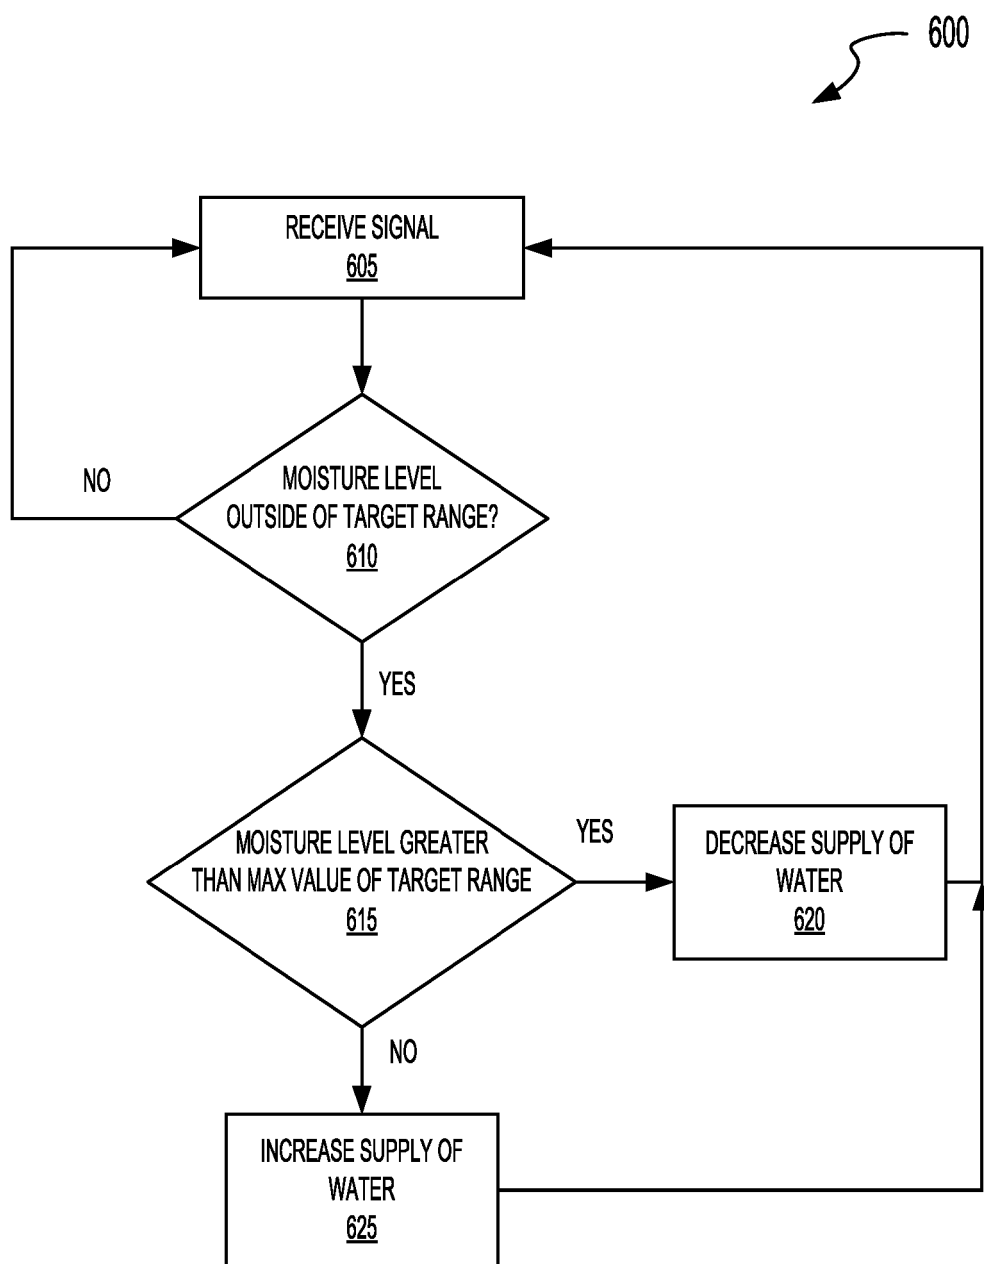 600
RECEIVE SIGNAL
605
NO
MOISTURE LEVEL
OUTSIDE OF TARGET RANGE?
610
YES
MOISTURE LEVEL GREATER
THAN MAX VALUE OF TARGET RANGE
615
YES
DECREASE SUPPLY OF
WATER
620
NO
INCREASE SUPPLY OF
WATER
625